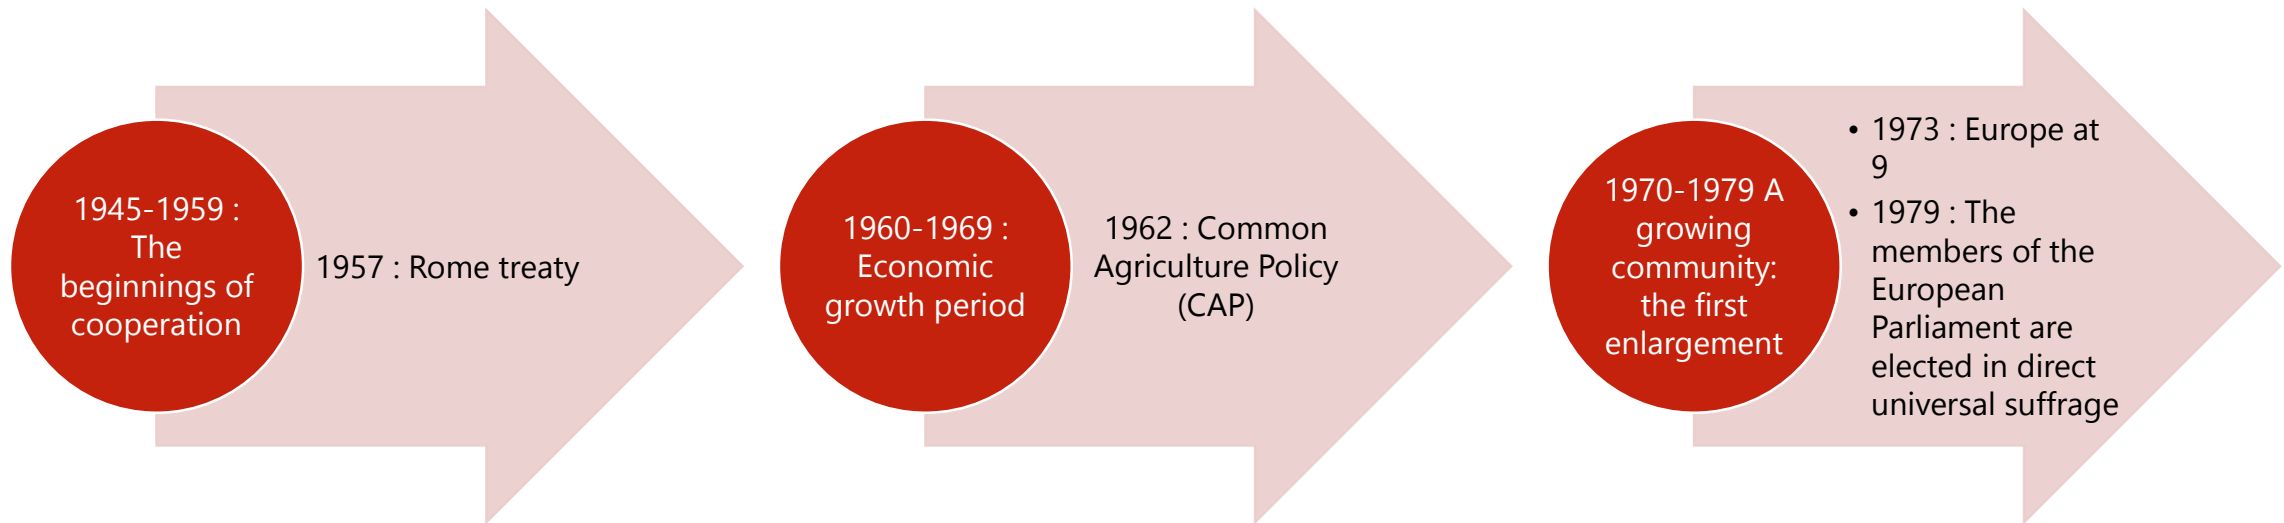 1945-1959 :
The
beginnings of
cooperation
1957 : Rome treaty
1960-1969 :
Economic
growth period
1962 : Common
Agriculture Policy
(CAP)
1970-1979 A
growing
community:
the first
enlargement
• 1973 : Europe at
9
• 1979 : The
members of the
European
Parliament are
elected in direct
universal suffrage